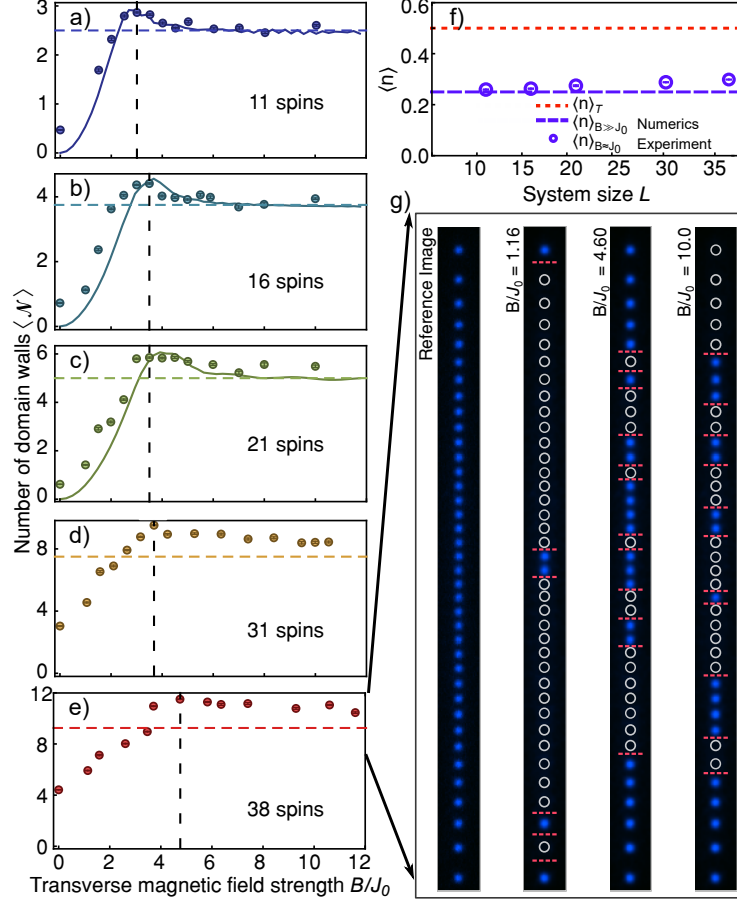 a)
3
2
1
0
11 spins
b)
4
2
0
16 spins
c)
6
4
2
0
21 spins
d)
8
4
0
31 spins
e)
12
8
4
0
38 spins
0 2 4 6 8 10 12
Transverse magnetic field strength B/J₀
Number of domain walls ⟨𝒩⟩
f)
0.6
0.4
0.2
0.0
⟨n⟩
⟨n⟩T
⟨n⟩B≫J₀ Numerics
⟨n⟩B≈J₀ Experiment
10 15 20 25 30 35
System size L
g)
Reference Image
B/J₀ = 1.16
B/J₀ = 4.60
B/J₀ = 10.0